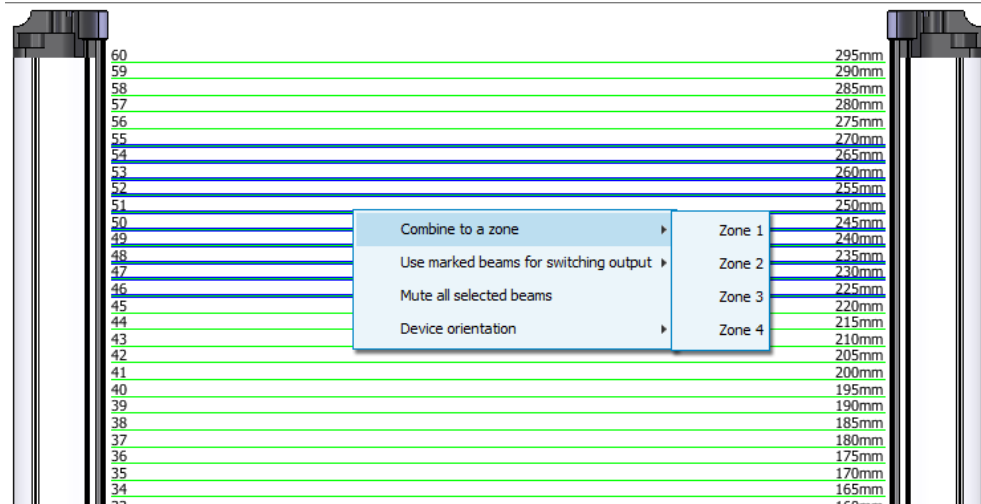 60 295mm
59 290mm
58 285mm
57 280mm
56 275mm
55 270mm
54 265mm
53 260mm
52 255mm
51 250mm
50 245mm
49 240mm
48 235mm
47 230mm
46 225mm
45 220mm
44 215mm
43 210mm
42 205mm
41 200mm
40 195mm
39 190mm
38 185mm
37 180mm
36 175mm
35 170mm
34 165mm
Combine to a zone
Use marked beams for switching output
Mute all selected beams
Device orientation
Zone 1
Zone 2
Zone 3
Zone 4